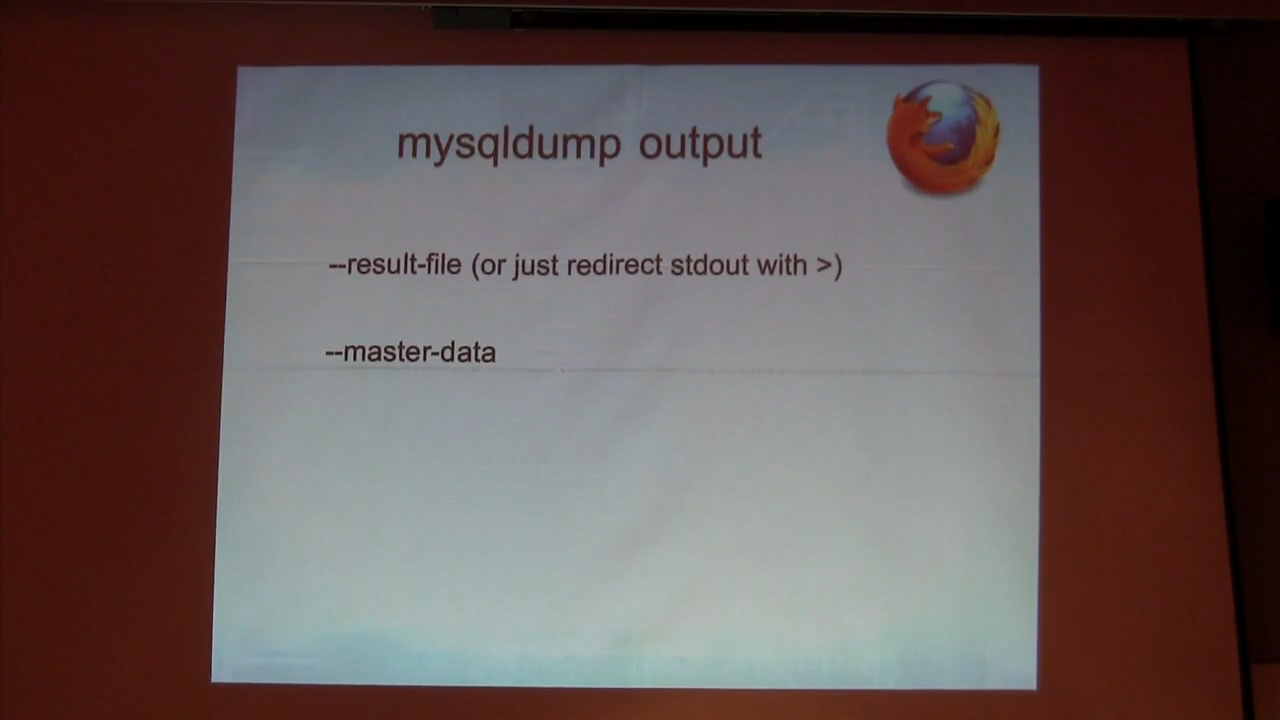 mysqldump output
--result-file (or just redirect stdout with >)
--master-data